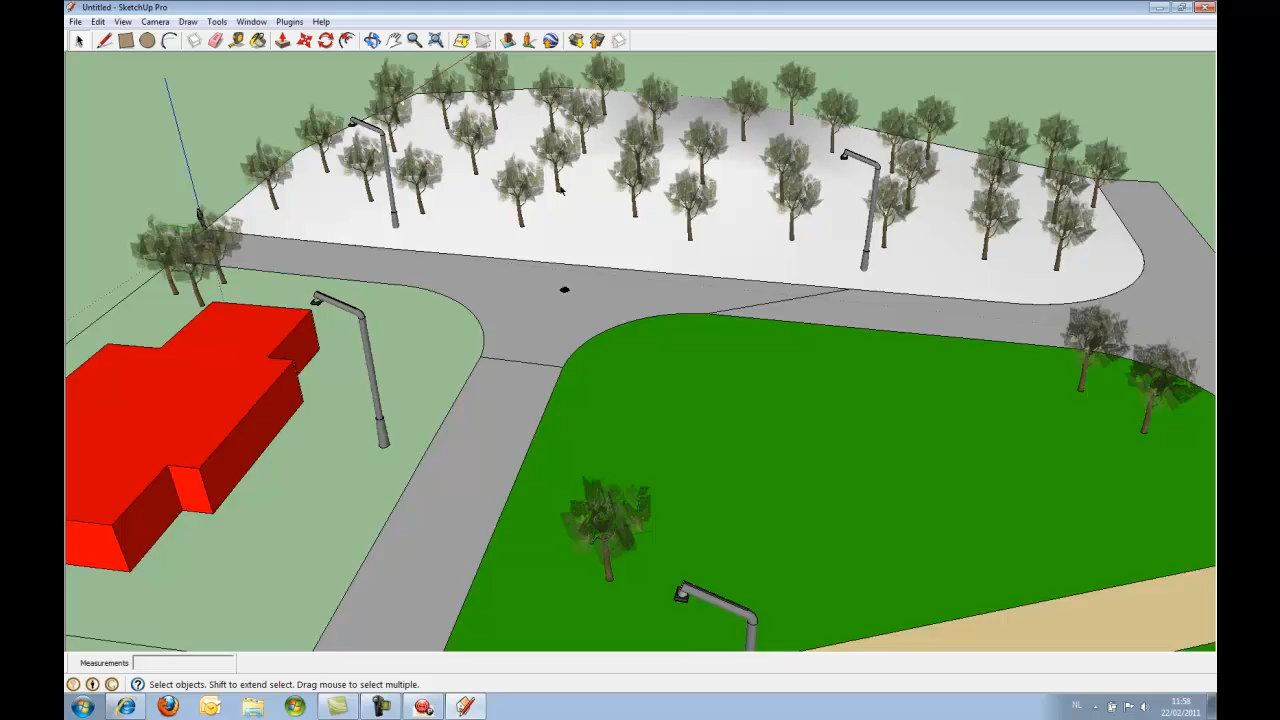 Untitled - SketchUp Pro
File Edit View Camera Draw Tools Window Plugins Help
Measurements
Select objects. Shift to extend select. Drag mouse to select multiple.
NL
11:58
22/02/2011